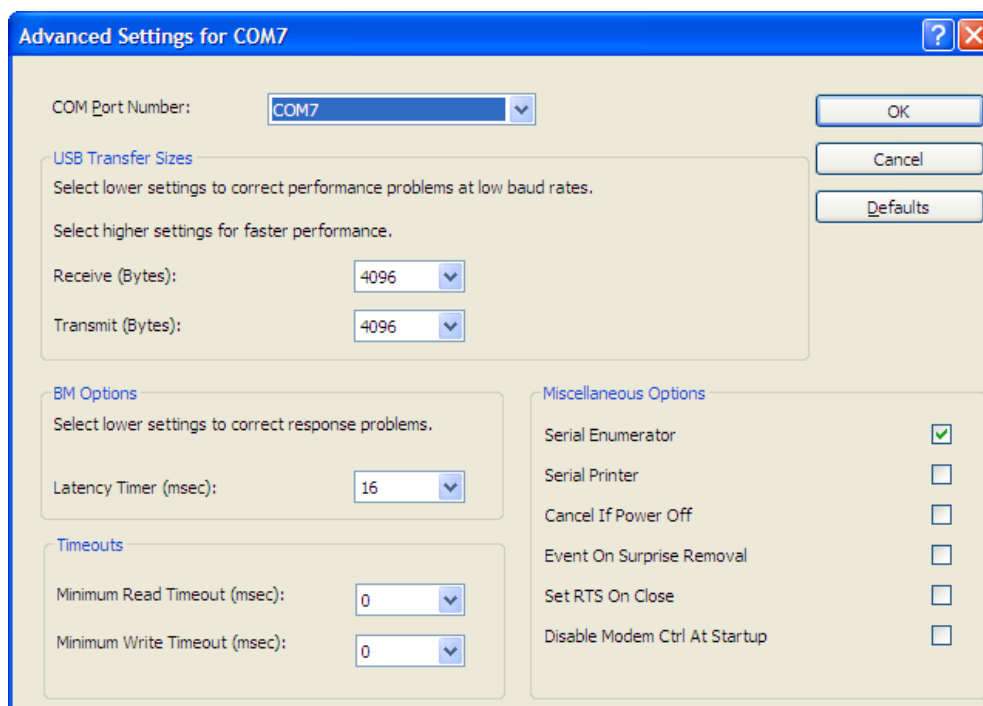 Advanced Settings for COM7
COM Port Number:
COM7
OK
Cancel
Defaults
USB Transfer Sizes
Select lower settings to correct performance problems at low baud rates.
Select higher settings for faster performance.
Receive (Bytes):
4096
Transmit (Bytes):
4096
BM Options
Select lower settings to correct response problems.
Latency Timer (msec):
16
Timeouts
Minimum Read Timeout (msec):
0
Minimum Write Timeout (msec):
0
Miscellaneous Options
Serial Enumerator
Serial Printer
Cancel If Power Off
Event On Surprise Removal
Set RTS On Close
Disable Modem Ctrl At Startup